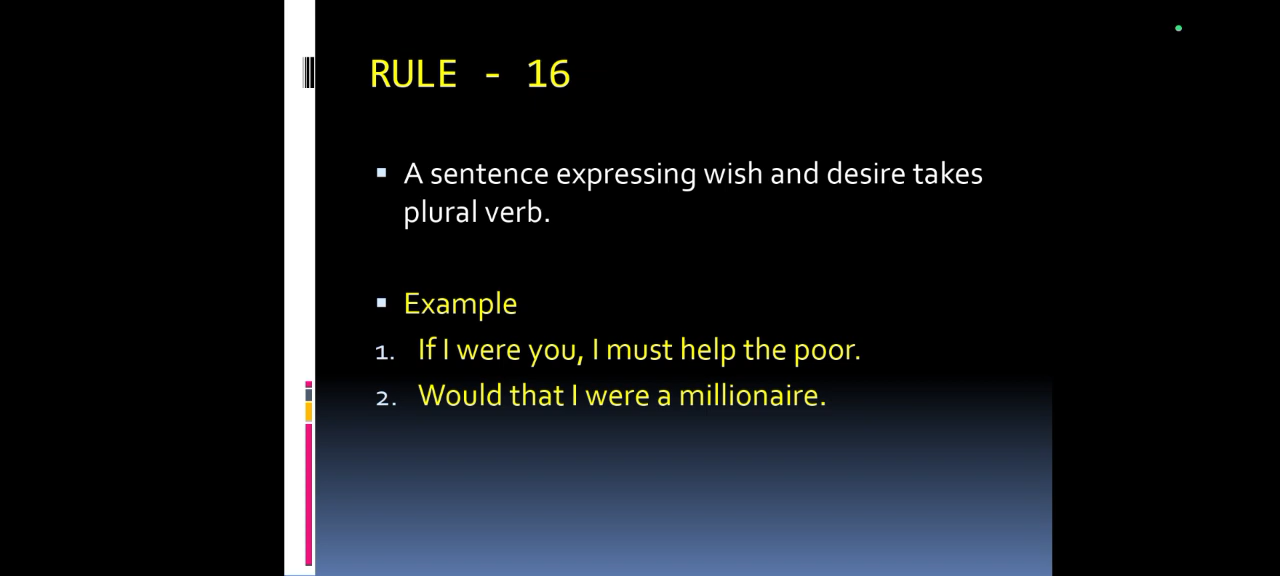 RULE - 16
▪ A sentence expressing wish and desire takes
plural verb.
▪ Example
1. If I were you, I must help the poor.
2. Would that I were a millionaire.